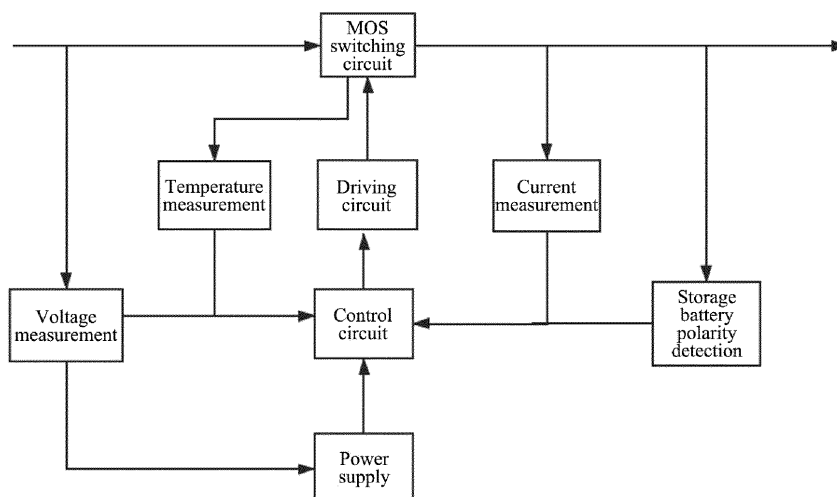 MOS
switching
circuit
Temperature
measurement
Driving
circuit
Current
measurement
Voltage
measurement
Control
circuit
Storage
battery
polarity
detection
Power
supply